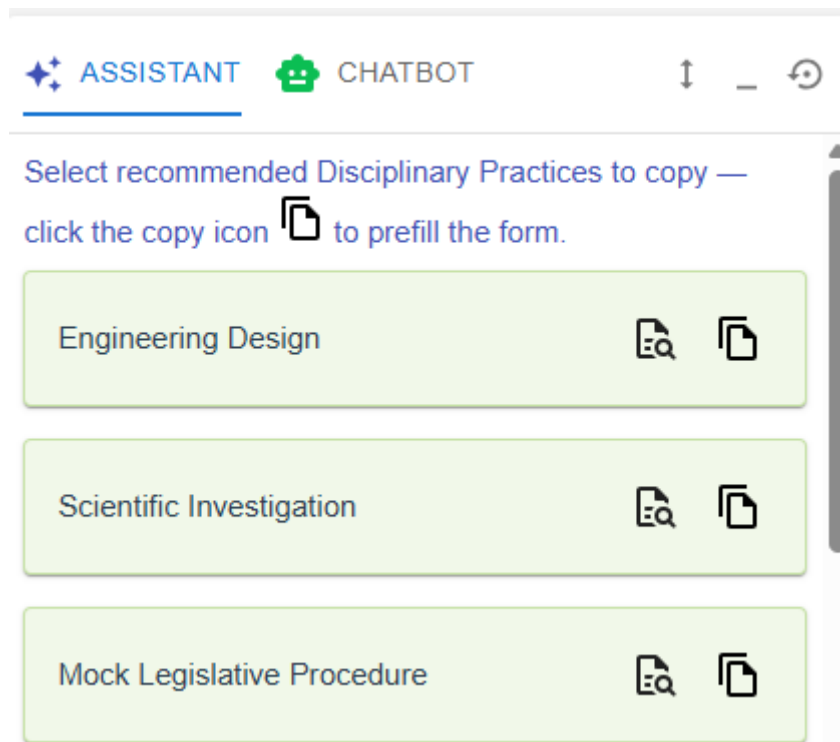 ASSISTANT CHATBOT
Select recommended Disciplinary Practices to copy —
click the copy icon to prefill the form.
Engineering Design
Scientific Investigation
Mock Legislative Procedure